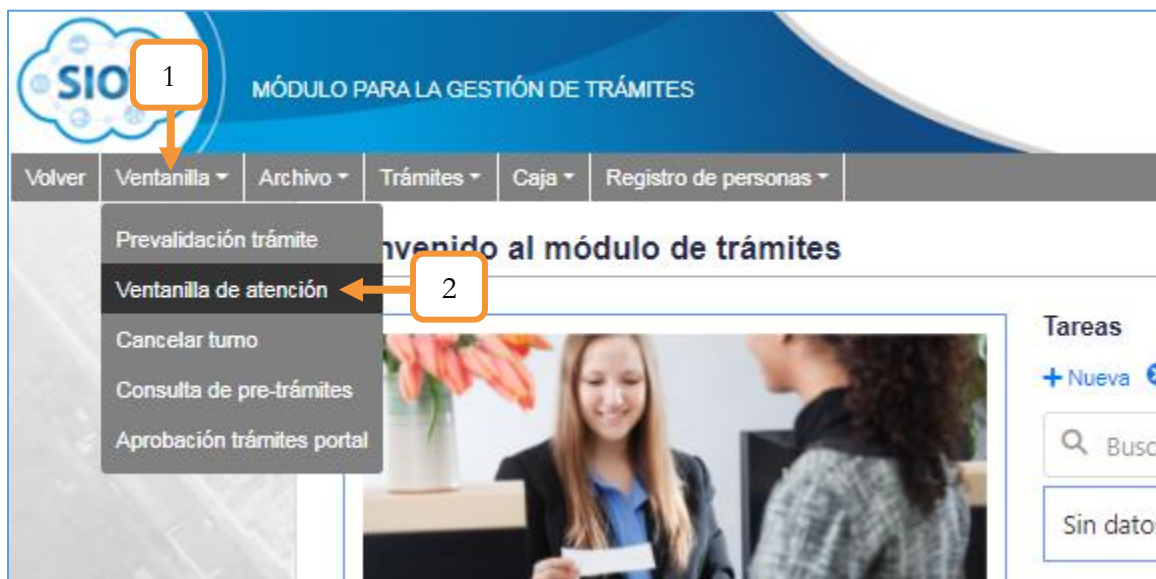 SIO
1
MÓDULO PARA LA GESTIÓN DE TRÁMITES
Volver Ventanilla Archivo Trámites Caja Registro de personas
Prevalidación trámite
nvenido al módulo de trámites
Ventanilla de atención
2
Cancelar turno
Consulta de pre-trámites
Aprobación trámites portal
Tareas
+ Nueva
Busc
Sin datos